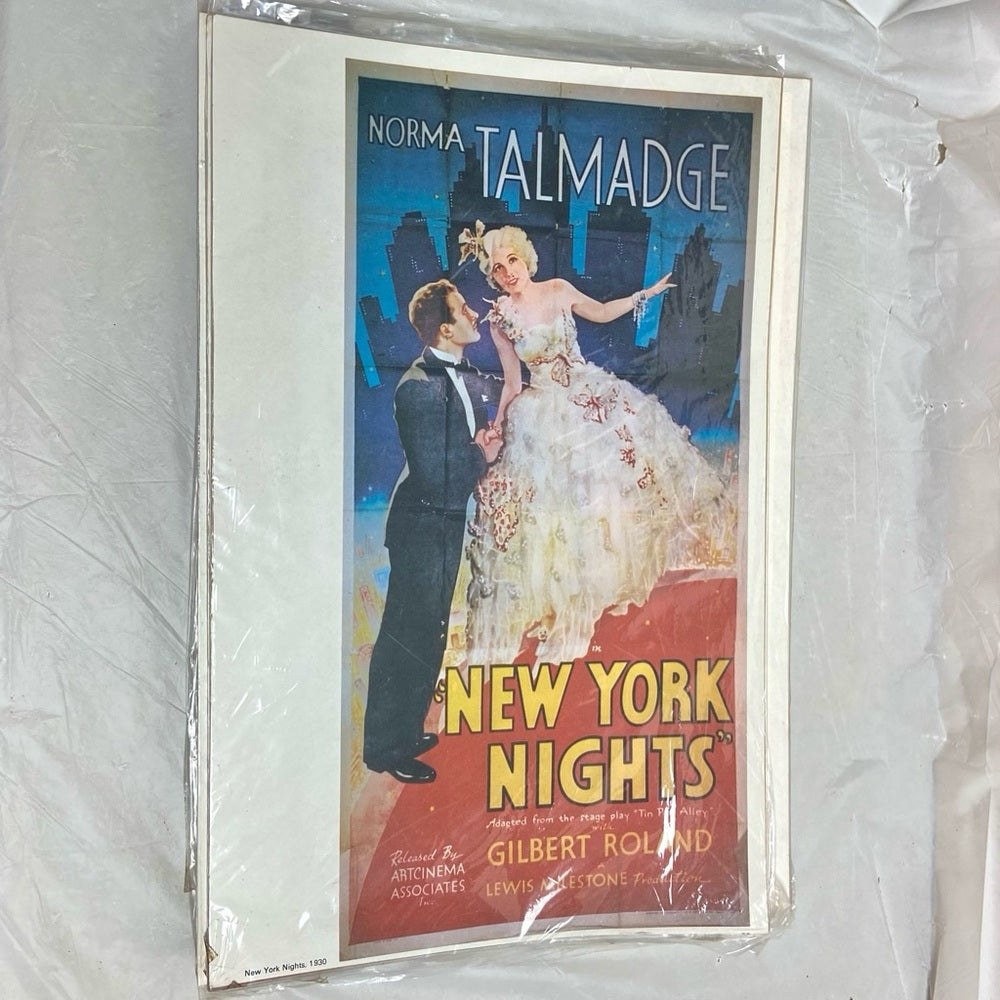 NORMA TALMADGE
in
"NEW YORK
NIGHTS"
Adapted from the stage play "Tin Pan Alley"
with
GILBERT ROLAND
A
LEWIS MILESTONE Production
Released By
ARTCINEMA
ASSOCIATES
Inc.
New York Nights, 1930